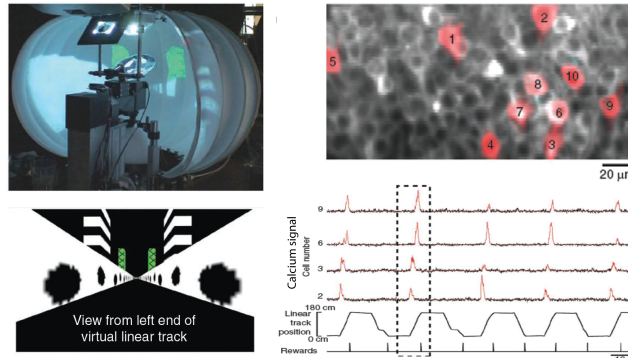 1
2
5
8
10
7
6
9
4
3
20 μm
View from left end of
virtual linear track
Calcium signal
Cell number
9
6
3
2
180 cm
Linear
track
position
0 cm
Rewards